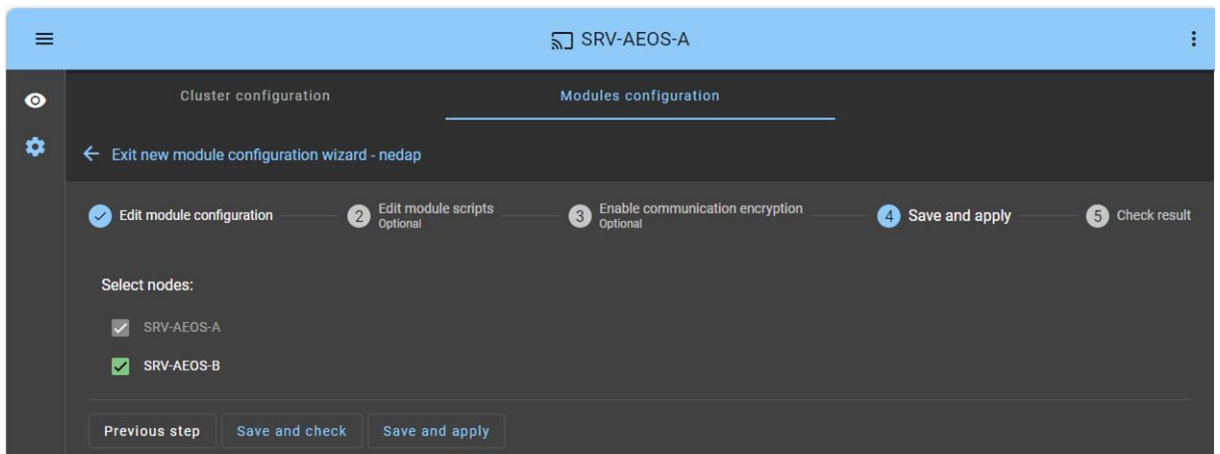 SRV-AEOS-A
Cluster configuration
Modules configuration
Exit new module configuration wizard - nedap
Edit module configuration
2
Edit module scripts
Optional
3
Enable communication encryption
Optional
4
Save and apply
5
Check result
Select nodes:
SRV-AEOS-A
SRV-AEOS-B
Previous step
Save and check
Save and apply